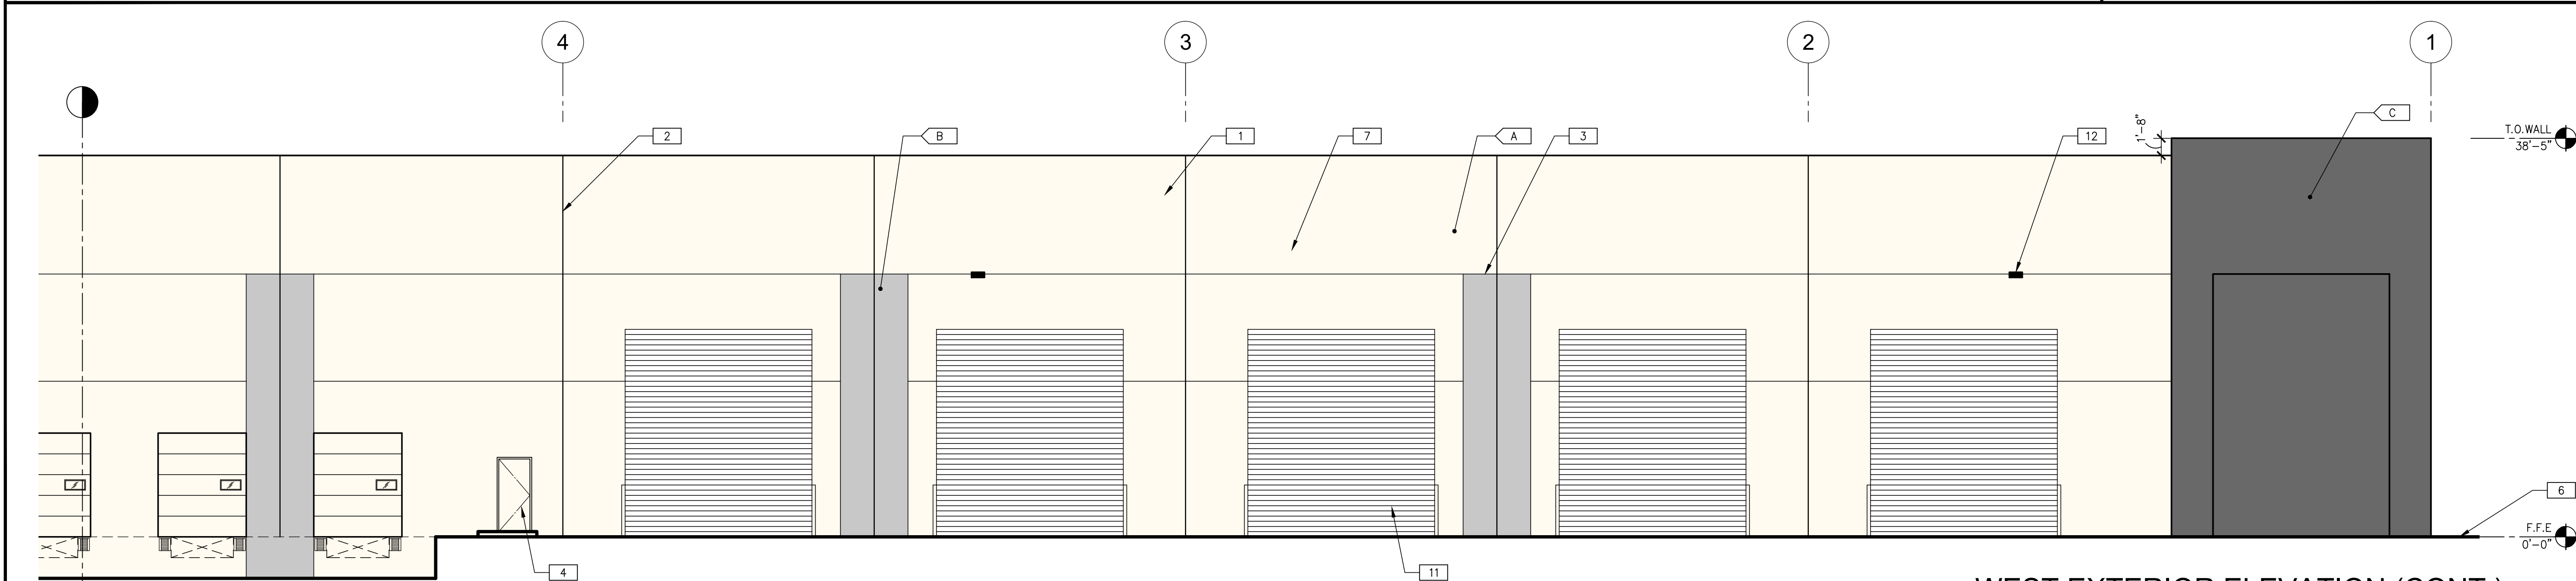 4
3
2
1
2
B
1
7
A
3
12
1'-8"
C
T.O.WALL
38'-5"
6
F.F.E
0'-0"
4
11
WEST EXTERIOR ELEVATION (CONT.)